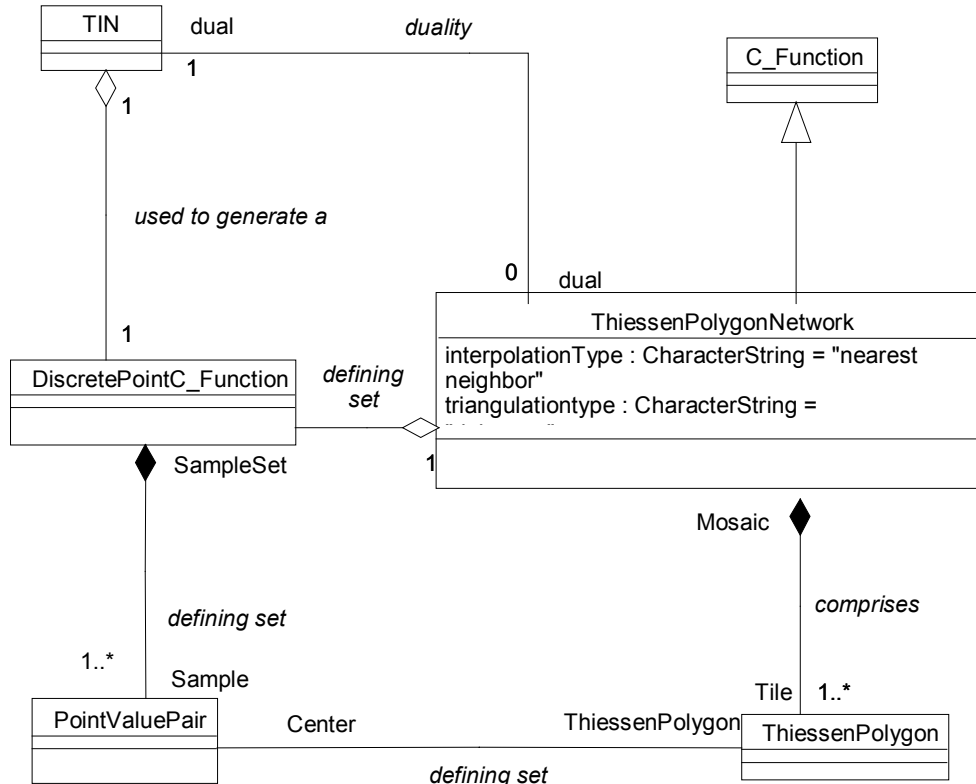 TIN
dual
duality
1
C_Function
1
used to generate a
0
dual
1
ThiessenPolygonNetwork
interpolationType : CharacterString = "nearest
neighbor"
triangulationtype : CharacterString =
DiscretePointC_Function
defining
set
1
SampleSet
Mosaic
defining set
comprises
1..*
Sample
Tile
1..*
PointValuePair
Center
ThiessenPolygon
ThiessenPolygon
defining set